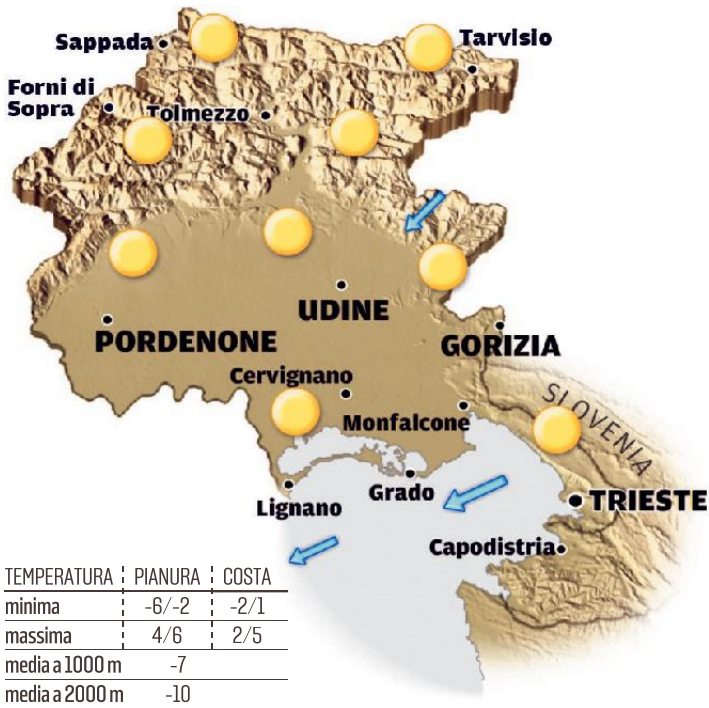 Sappada
Tarvisio
Forni di
Sopra
Tolmezzo
UDINE
PORDENONE
GORIZIA
Cervignano
SLOVENIA
Monfalcone
Grado
Lignano
TRIESTE
Capodistria
TEMPERATURA PIANURA COSTA
minima -6/-2 -2/1
massima 4/6 2/5
media a 1000 m -7
media a 2000 m -10